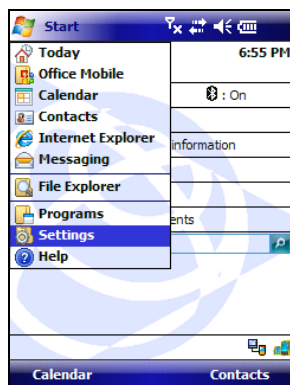 Start
Today
6:55 PM
Office Mobile
Calendar
: On
Contacts
Internet Explorer
information
Messaging
File Explorer
Programs
ents
Settings
Help
Calendar
Contacts